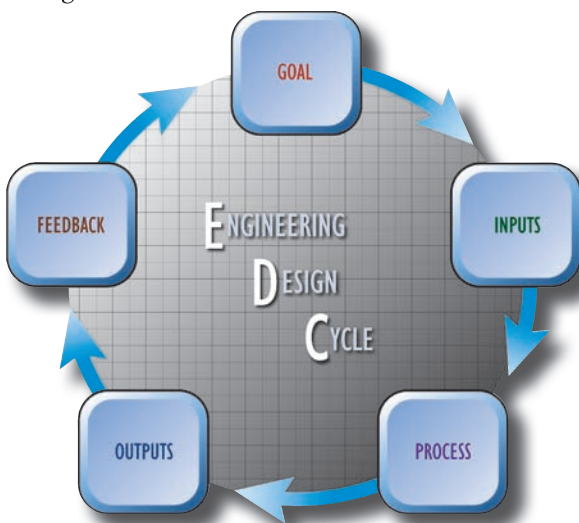 GOAL
FEEDBACK
INPUTS
ENGINEERING
DESIGN
CYCLE
OUTPUTS
PROCESS